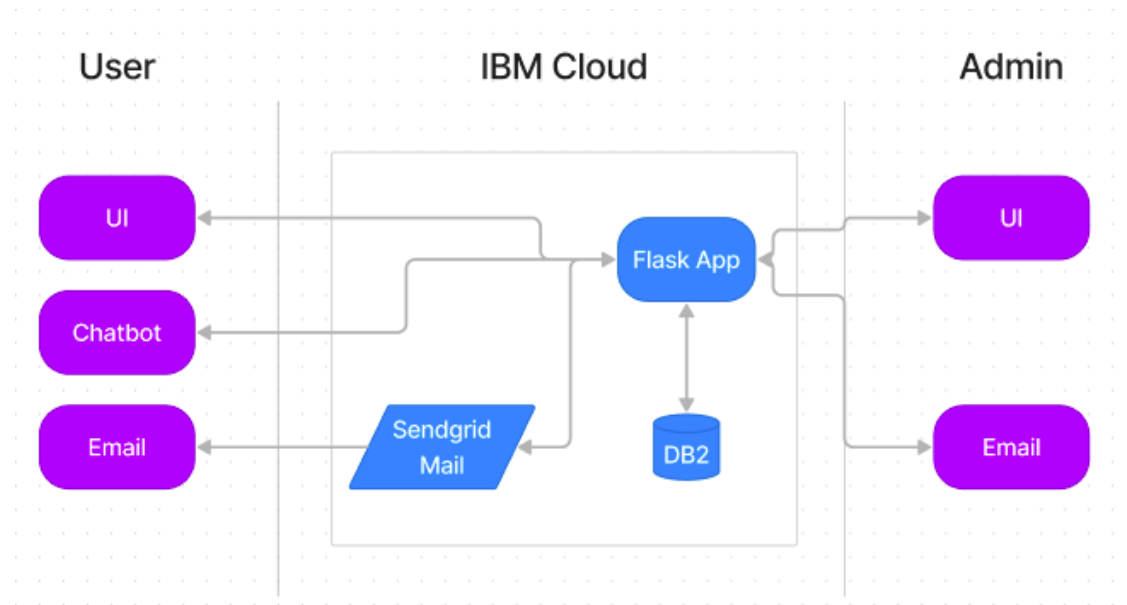 User
IBM Cloud
Admin
UI
Chatbot
Email
Flask App
Sendgrid
Mail
DB2
UI
Email